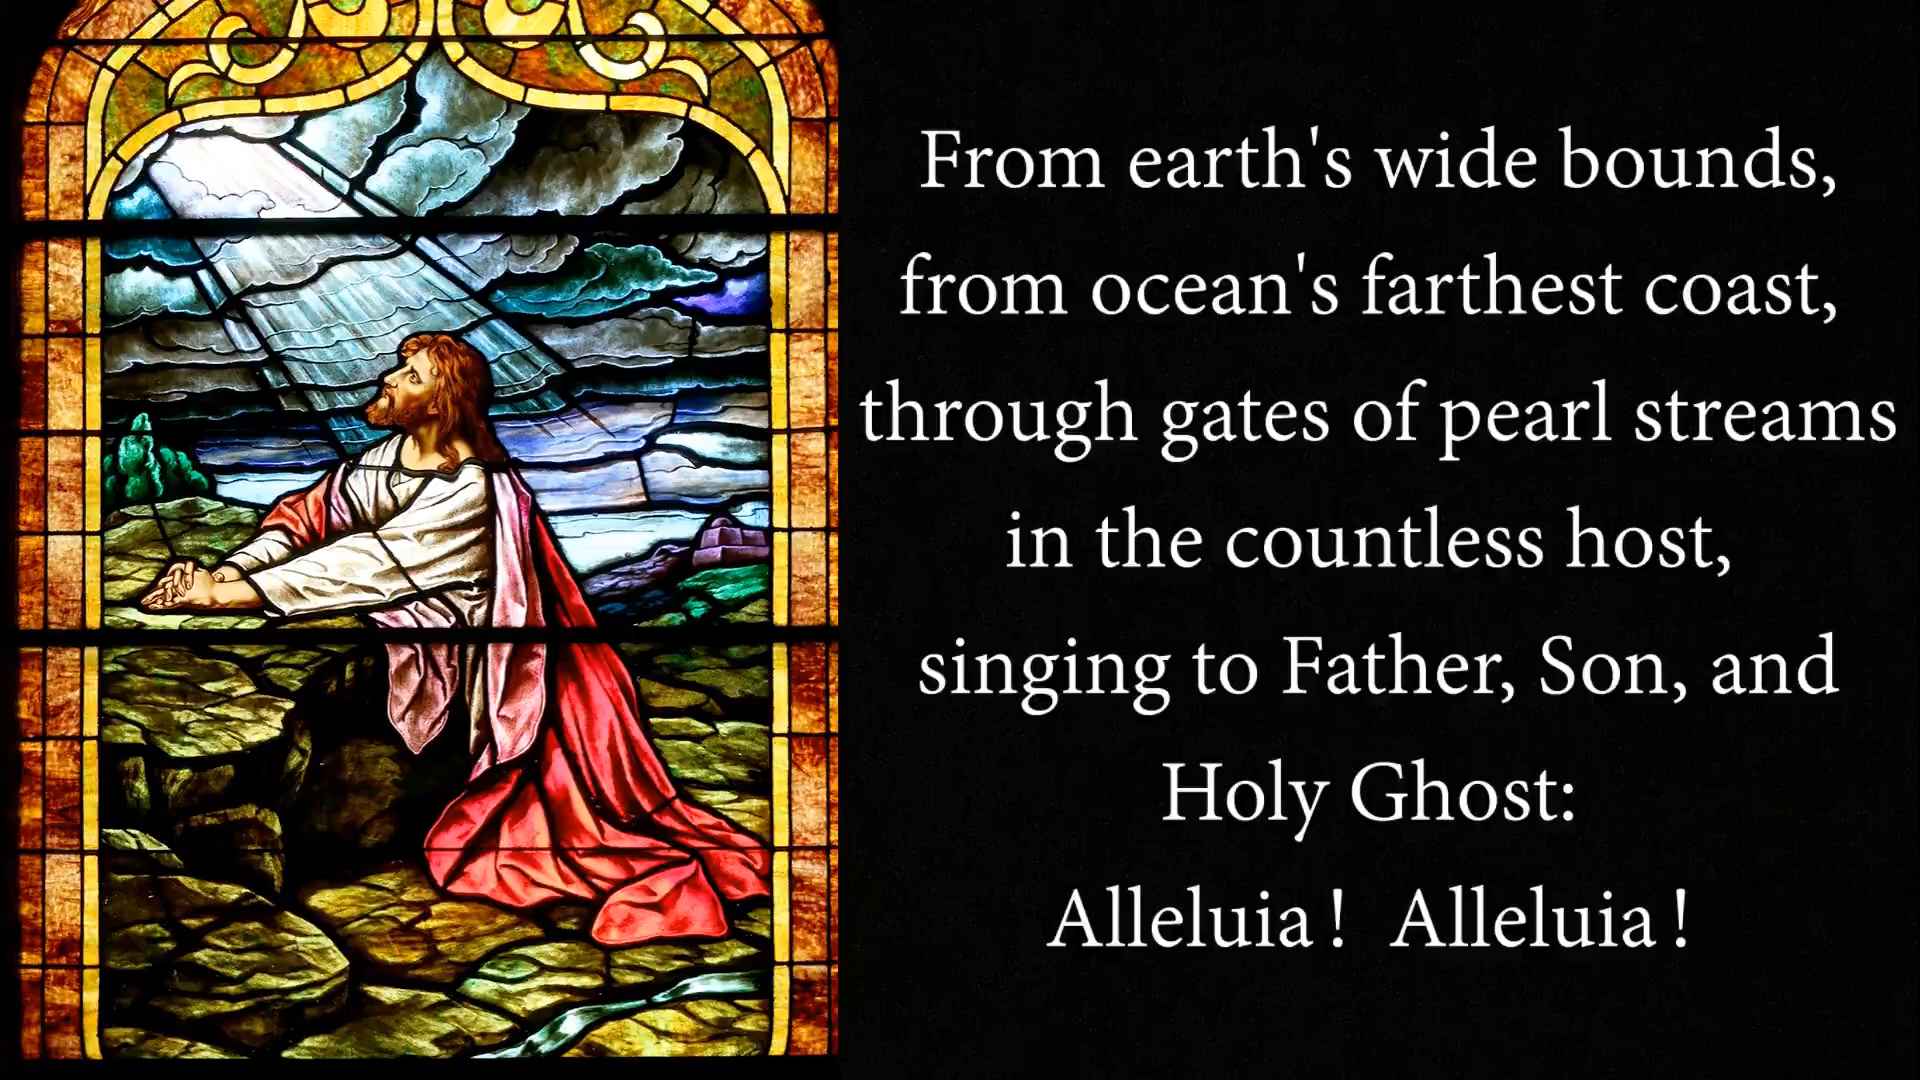 From earth's wide bounds,
from ocean's farthest coast,
through gates of pearl streams
in the countless host,
singing to Father, Son, and
Holy Ghost:
Alleluia ! Alleluia !